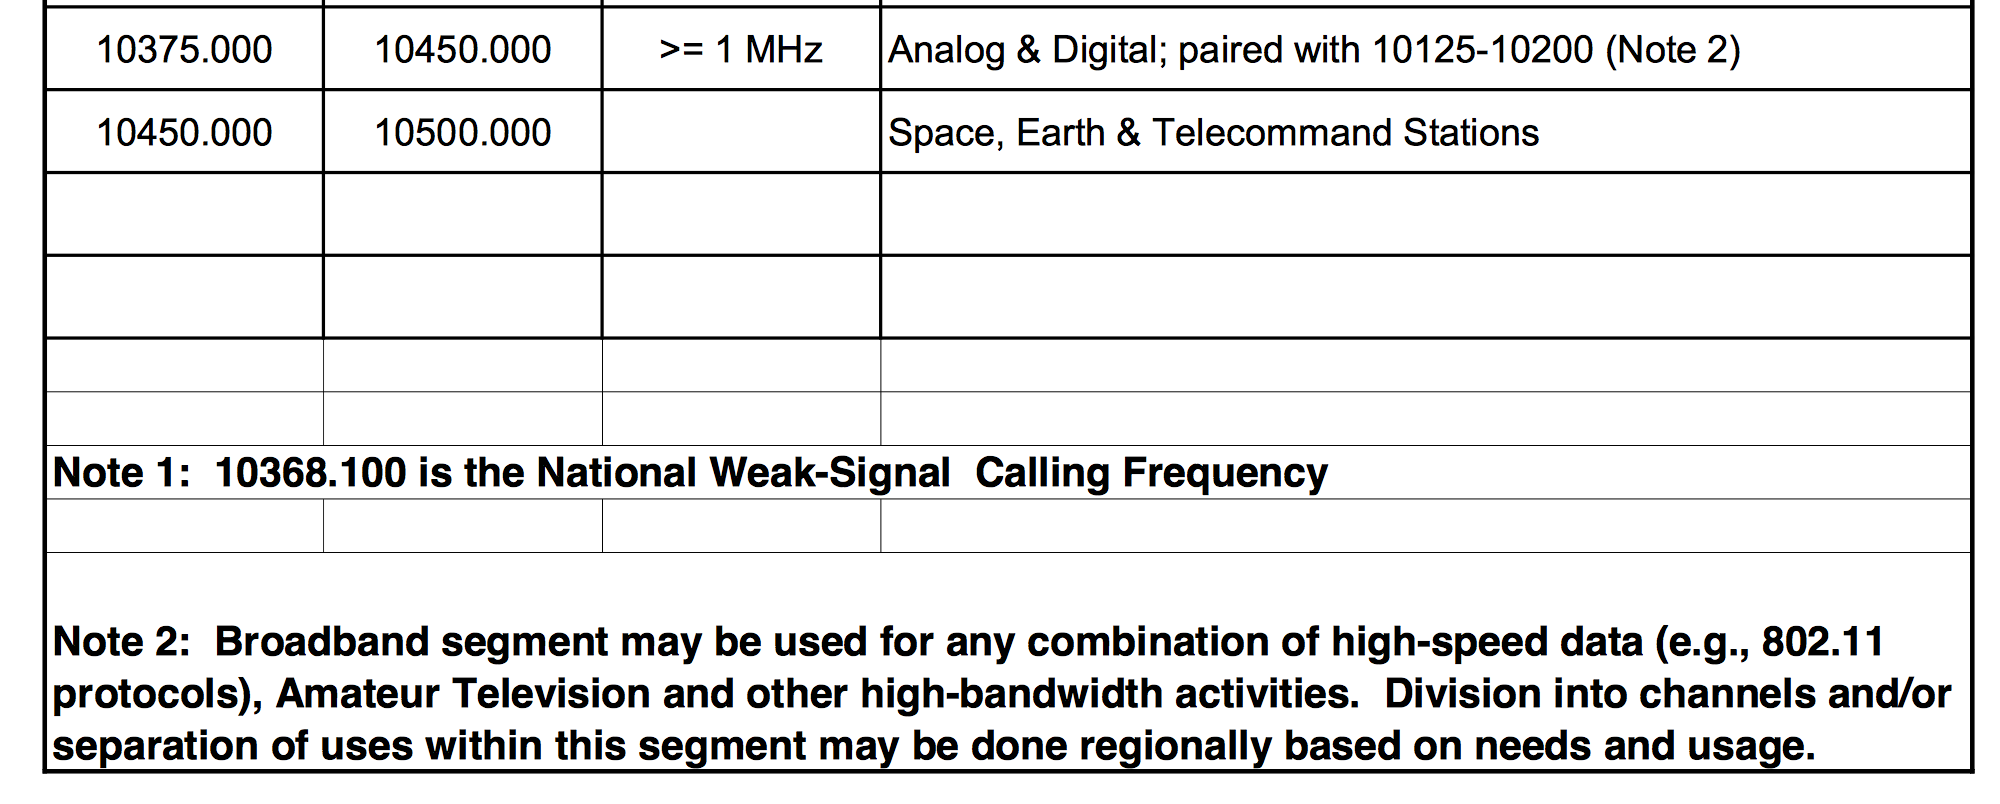 10375.000 10450.000 >= 1 MHz Analog & Digital; paired with 10125-10200 (Note 2)
10450.000 10500.000 Space, Earth & Telecommand Stations
Note 1:  10368.100 is the National Weak-Signal  Calling Frequency
Note 2:  Broadband segment may be used for any combination of high-speed data (e.g., 802.11
protocols), Amateur Television and other high-bandwidth activities.  Division into channels and/or
separation of uses within this segment may be done regionally based on needs and usage.